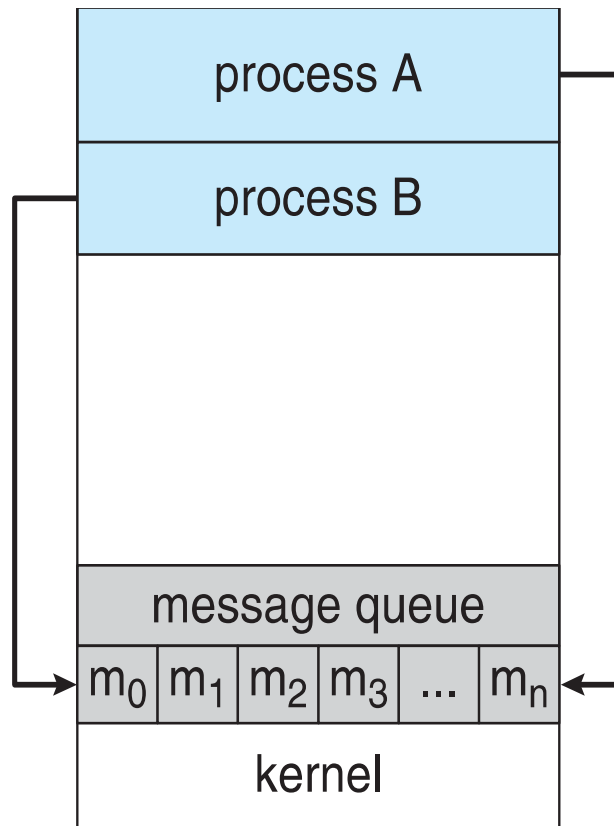 process A
process B
message queue
m₀ m₁ m₂ m₃ ... mₙ
kernel